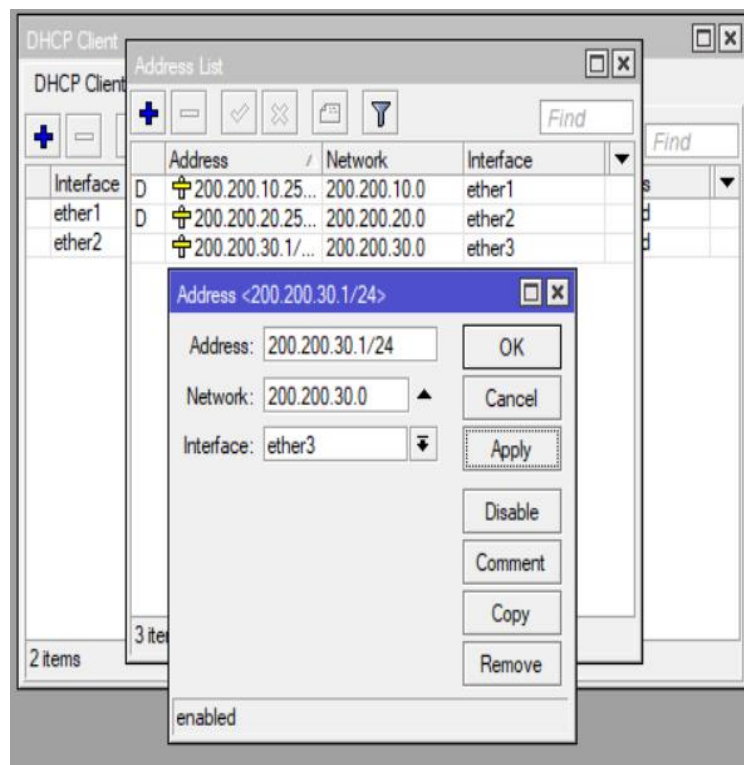 DHCP Client
DHCP Client
Find
Interface
ether1
ether2
2 items
Address List
Find
Address / Network Interface
D 200.200.10.25... 200.200.10.0 ether1
D 200.200.20.25... 200.200.20.0 ether2
200.200.30.1/... 200.200.30.0 ether3
Address <200.200.30.1/24>
Address: 200.200.30.1/24
Network: 200.200.30.0
Interface: ether3
OK
Cancel
Apply
Disable
Comment
Copy
Remove
enabled